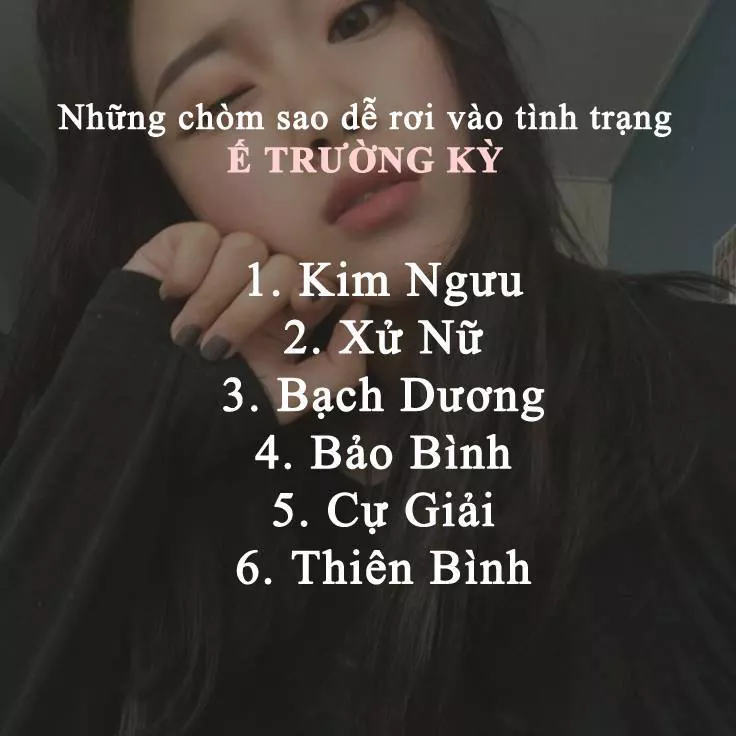 Những chòm sao dễ rơi vào tình trạng
Ế TRƯỜNG KỲ
1. Kim Ngưu
2. Xử Nữ
3. Bạch Dương
4. Bảo Bình
5. Cự Giải
6. Thiên Bình